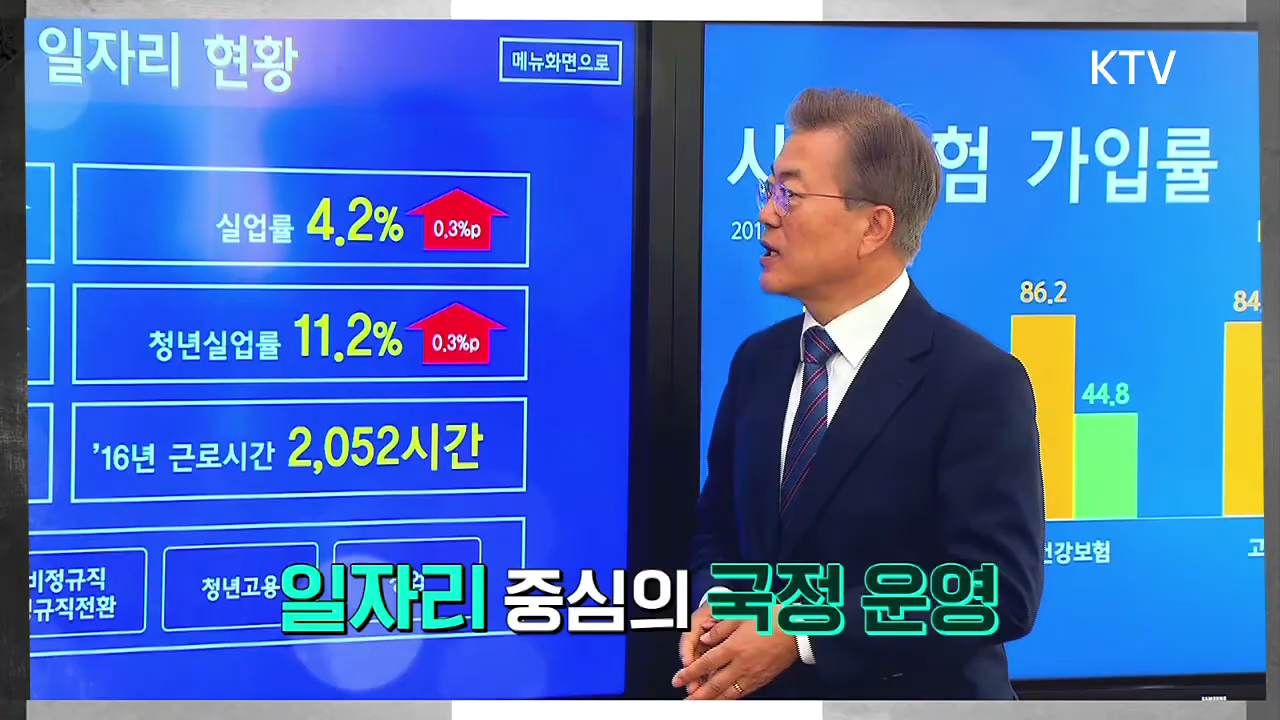 일자리 현황
메뉴화면으로
KTV
실업률 4.2% 0.3%p
청년실업률 11.2% 0.3%p
'16년 근로시간 2,052시간
비정규직
청년고용
가입률
86.2
44.8
건강보험
일자리 중심의 국정 운영
SAMSUNG